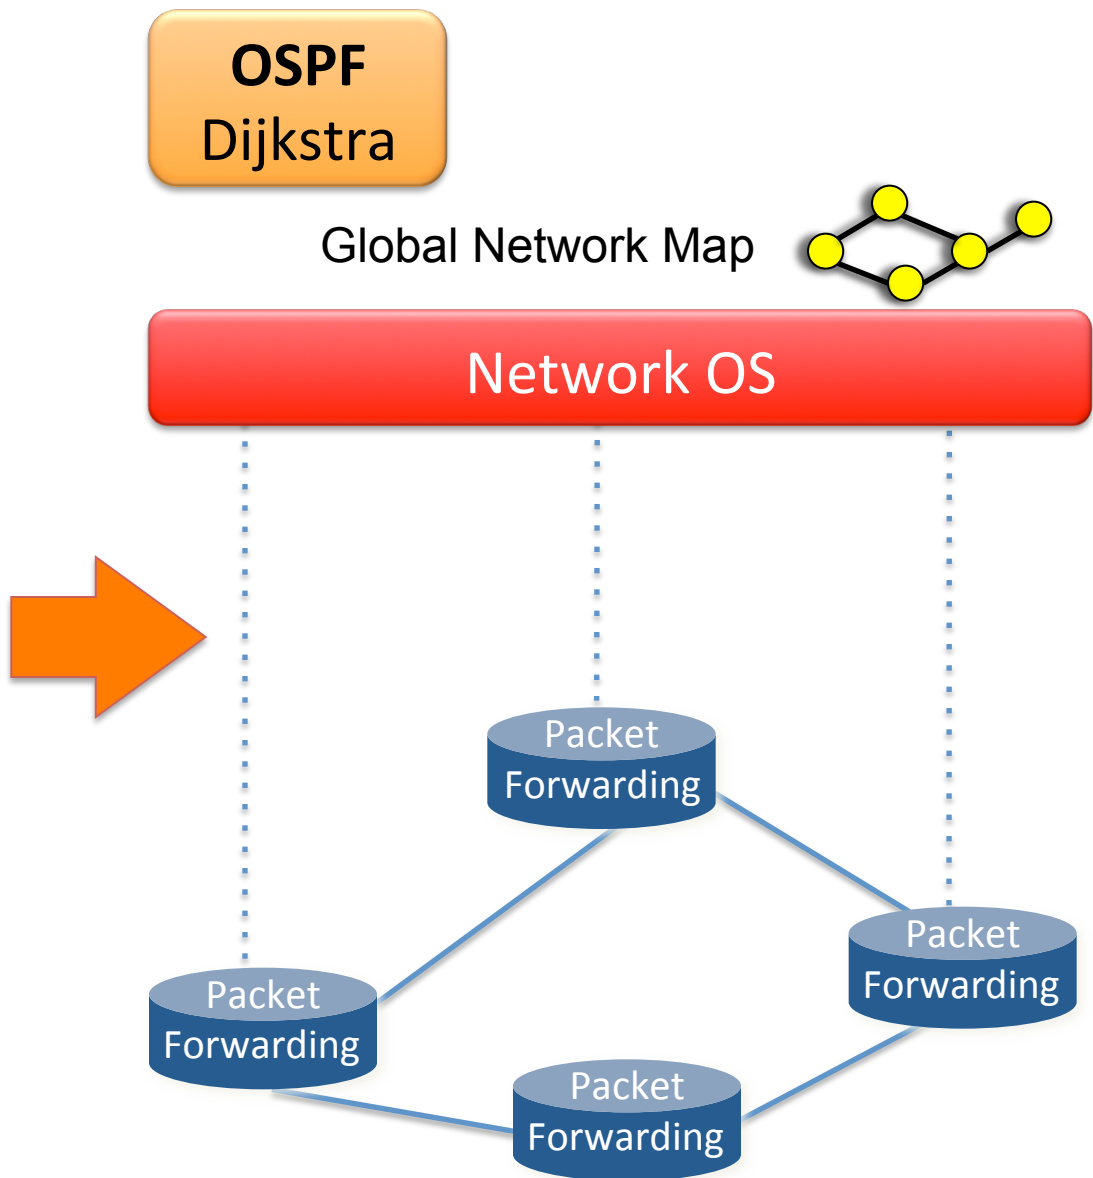 OSPF
Dijkstra
Global Network Map
Network OS
Packet
Forwarding
Packet
Forwarding
Packet
Forwarding
Packet
Forwarding